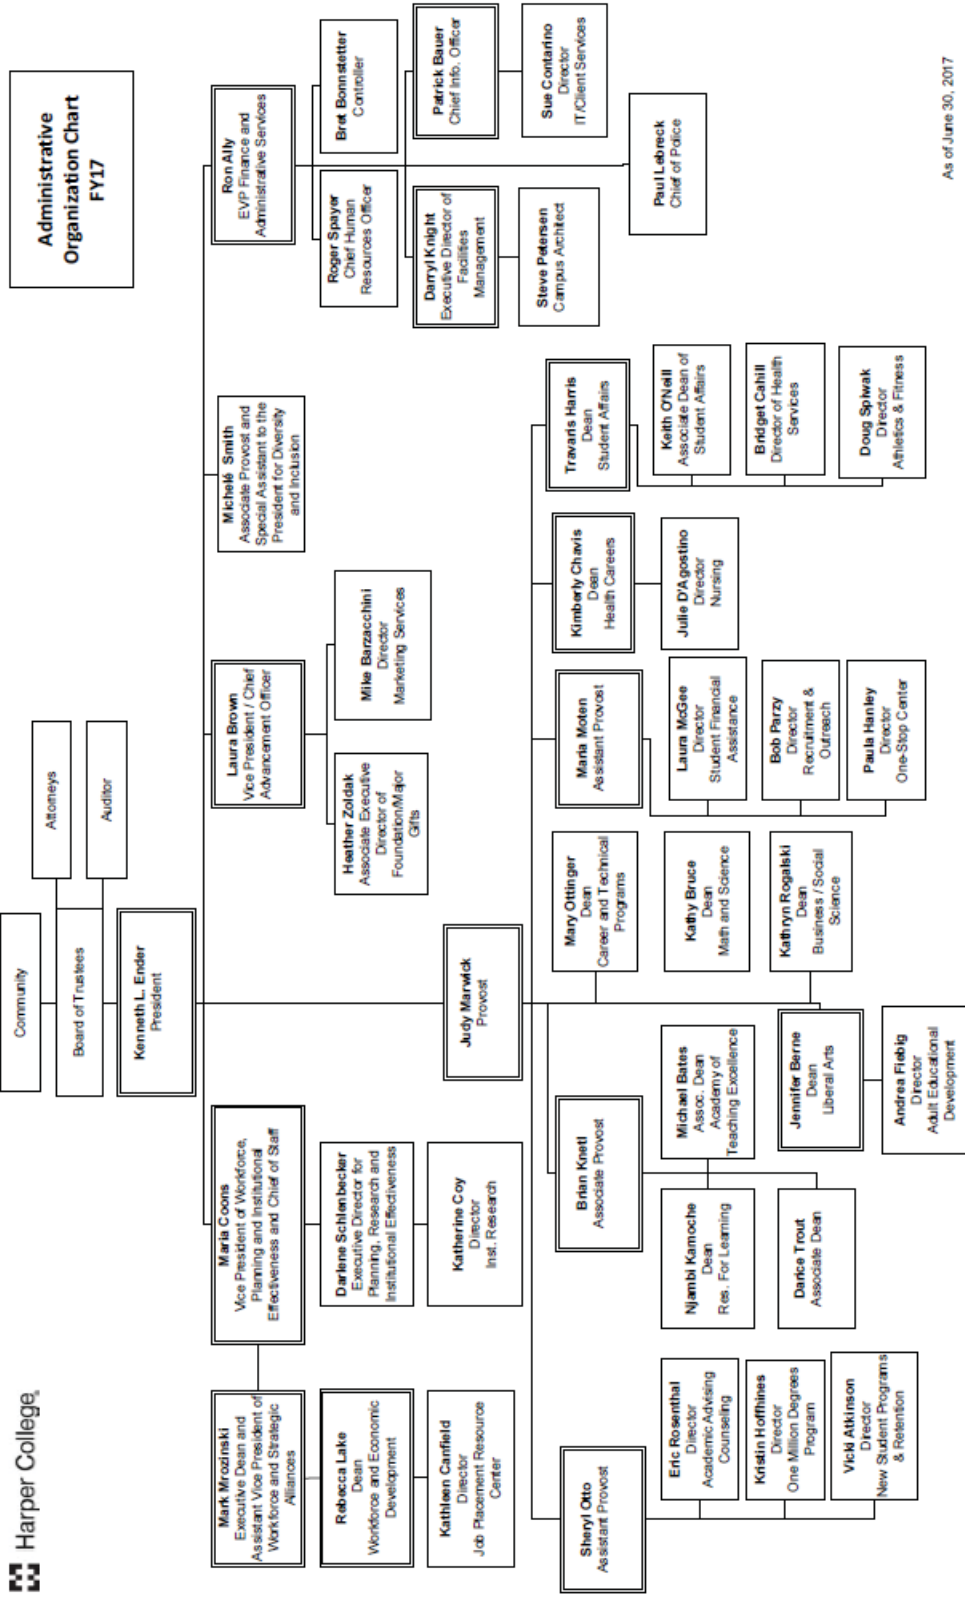 Harper College
Administrative
Organization Chart
FY17
Community
Attorneys
Board of Trustees
Auditor
Kenneth L. Ender
President
Mark Mrozinski
Executive Dean and
Assistant Vice President of
Workforce and Strategic
Alliances
Maria Coons
Vice President of Workforce,
Planning and Institutional
Effectiveness and Chief of Staff
Laura Brown
Vice President / Chief
Advancement Officer
Michelé Smith
Associate Provost and
Special Assistant to the
President for Diversity
and Inclusion
Ron Ally
EVP Finance and
Administrative Services
Rebecca Lake
Dean
Workforce and Economic
Development
Kathleen Canfield
Director
Job Placement Resource
Center
Darlene Schlenbecker
Executive Director for
Planning, Research and
Institutional Effectiveness
Katherine Coy
Director
Inst. Research
Heather Zoldak
Associate Executive
Director of
Foundation/Major
Gifts
Mike Barzacchini
Director
Marketing Services
Roger Spayer
Chief Human
Resources Officer
Bret Bonnstetter
Controller
Darryl Knight
Executive Director of
Facilities
Management
Patrick Bauer
Chief Info. Officer
Steve Petersen
Campus Architect
Sue Contarino
Director
IT/Client Services
Paul Lebreck
Chief of Police
Judy Marwick
Provost
Sheryl Otto
Assistant Provost
Eric Rosenthal
Director
Academic Advising
Counseling
Kristin Hoffhines
Director
One Million Degrees
Program
Vicki Atkinson
Director
New Student Programs
& Retention
Brian Knetl
Associate Provost
Njambi Kamoche
Dean
Res. For Learning
Michael Bates
Assoc. Dean
Academy of
Teaching Excellence
Darice Trout
Associate Dean
Jennifer Berne
Dean
Liberal Arts
Andrea Fiebig
Director
Adult Educational
Development
Mary Ottinger
Dean
Career and Technical
Programs
Kathy Bruce
Dean
Math and Science
Kathryn Rogalski
Dean
Business / Social
Science
Maria Moten
Assistant Provost
Laura McGee
Director
Student Financial
Assistance
Bob Parzy
Director
Recruitment &
Outreach
Paula Hanley
Director
One-Stop Center
Kimberly Chavis
Dean
Health Careers
Julie D'Agostino
Director
Nursing
Travaris Harris
Dean
Student Affairs
Keith O'Neill
Associate Dean of
Student Affairs
Bridget Cahill
Director of Health
Services
Doug Spiwak
Director
Athletics & Fitness
As of June 30, 2017